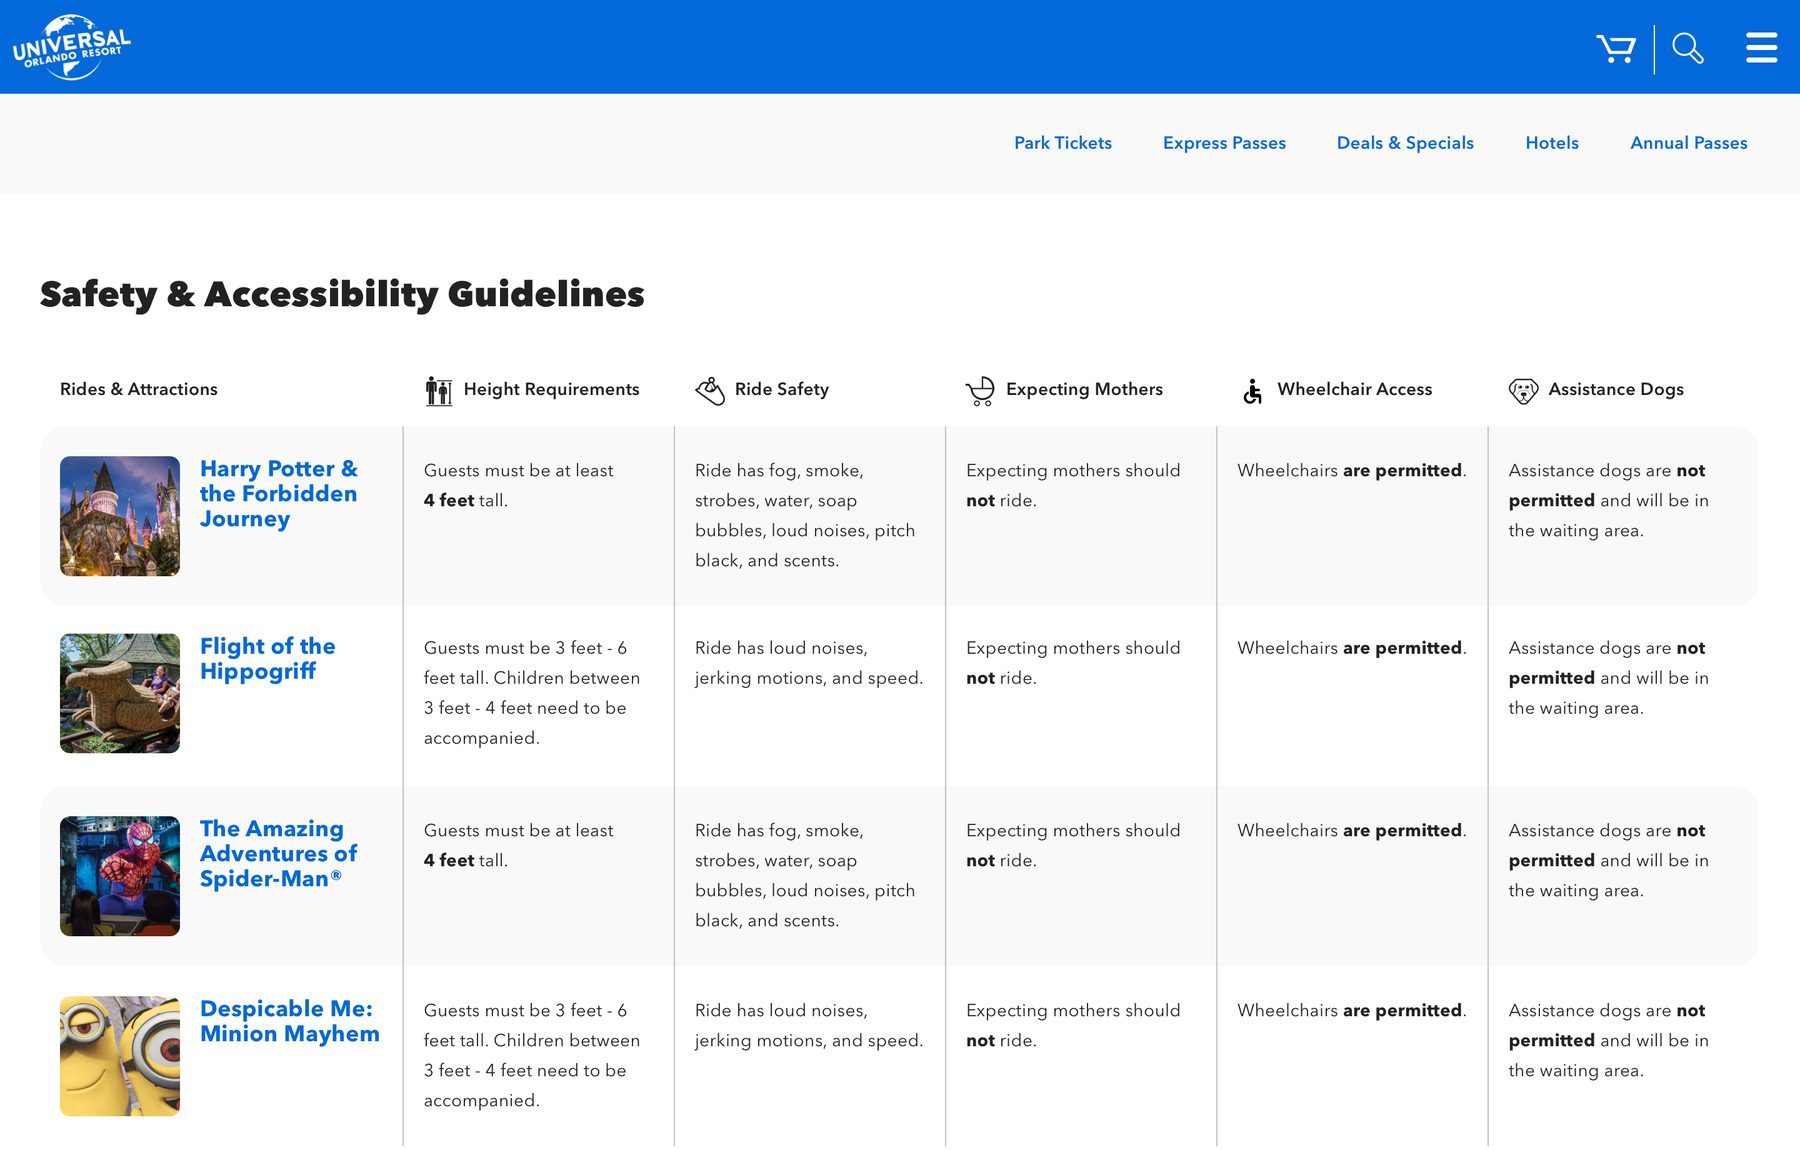 UNIVERSAL
ORLANDO RESORT
Park Tickets
Express Passes
Deals & Specials
Hotels
Annual Passes
Safety & Accessibility Guidelines
Rides & Attractions
Height Requirements
Ride Safety
Expecting Mothers
Wheelchair Access
Assistance Dogs
Harry Potter &
the Forbidden
Journey
Guests must be at least
4 feet tall.
Ride has fog, smoke,
strobes, water, soap
bubbles, loud noises, pitch
black, and scents.
Expecting mothers should
not ride.
Wheelchairs are permitted.
Assistance dogs are not
permitted and will be in
the waiting area.
Flight of the
Hippogriff
Guests must be 3 feet - 6
feet tall. Children between
3 feet - 4 feet need to be
accompanied.
Ride has loud noises,
jerking motions, and speed.
Expecting mothers should
not ride.
Wheelchairs are permitted.
Assistance dogs are not
permitted and will be in
the waiting area.
The Amazing
Adventures of
Spider-Man®
Guests must be at least
4 feet tall.
Ride has fog, smoke,
strobes, water, soap
bubbles, loud noises, pitch
black, and scents.
Expecting mothers should
not ride.
Wheelchairs are permitted.
Assistance dogs are not
permitted and will be in
the waiting area.
Despicable Me:
Minion Mayhem
Guests must be 3 feet - 6
feet tall. Children between
3 feet - 4 feet need to be
accompanied.
Ride has loud noises,
jerking motions, and speed.
Expecting mothers should
not ride.
Wheelchairs are permitted.
Assistance dogs are not
permitted and will be in
the waiting area.